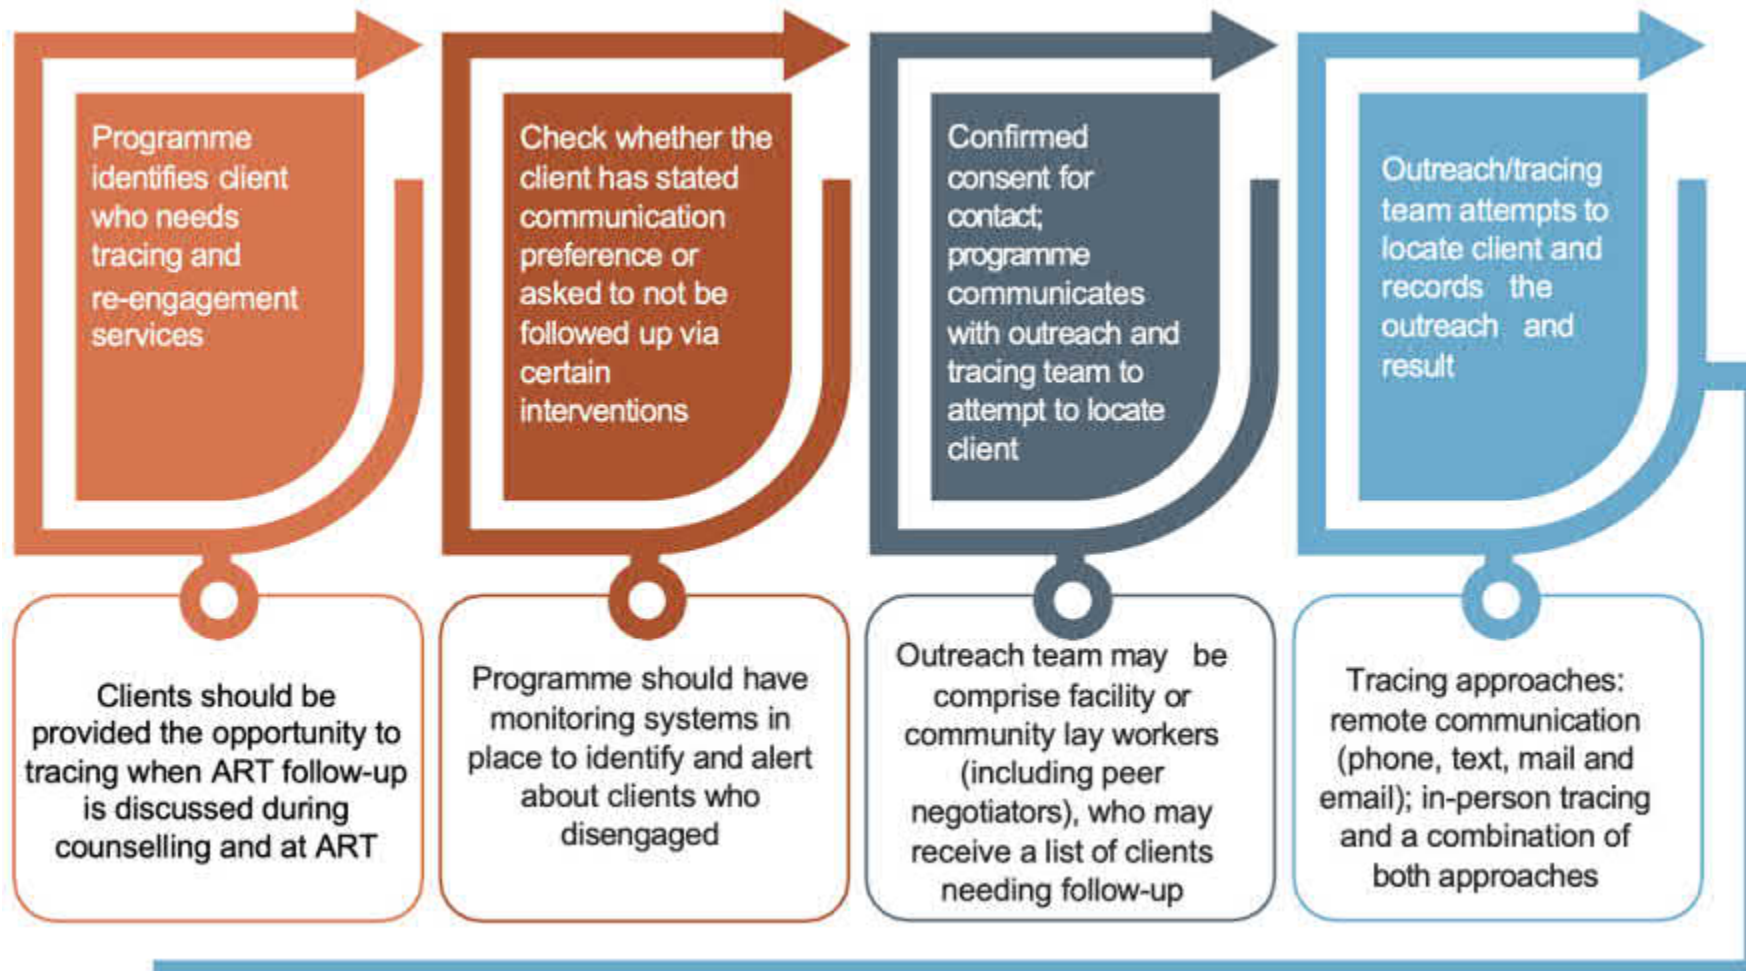 Programme
identifies client
who needs
tracing and
re-engagement
services
Check whether the
client has stated
communication
preference or
asked to not be
followed up via
certain
interventions
Confirmed
consent for
contact;
programme
communicates
with outreach and
tracing team to
attempt to locate
client
Outreach/tracing
team attempts to
locate client and
records the
outreach and
result
Clients should be
provided the opportunity to
tracing when ART follow-up
is discussed during
counselling and at ART
Programme should have
monitoring systems in
place to identify and alert
about clients who
disengaged
Outreach team may be
comprise facility or
community lay workers
(including peer
negotiators), who may
receive a list of clients
needing follow-up
Tracing approaches:
remote communication
(phone, text, mail and
email); in-person tracing
and a combination of
both approaches